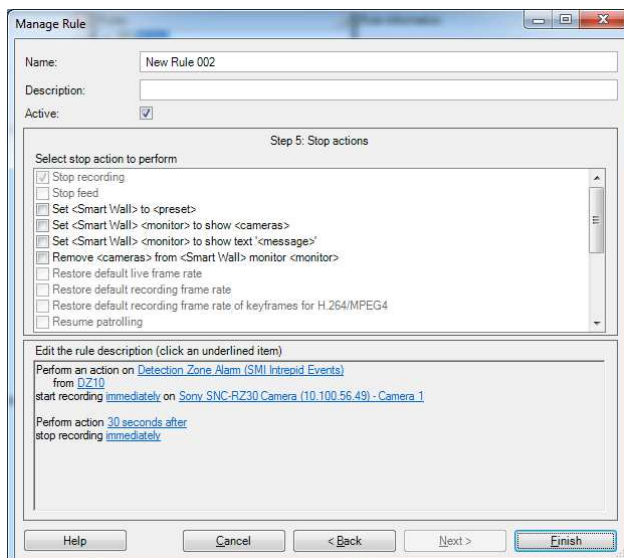 Manage Rule
Name:
New Rule 002
Description:
Active:
Step 5: Stop actions
Select stop action to perform
Stop recording
Stop feed
Set <Smart Wall> to <preset>
Set <Smart Wall> <monitor> to show <cameras>
Set <Smart Wall> <monitor> to show text '<message>'
Remove <cameras> from <Smart Wall> monitor <monitor>
Restore default live frame rate
Restore default recording frame rate
Restore default recording frame rate of keyframes for H.264/MPEG4
Resume patrolling
Edit the rule description (click an underlined item)
Perform an action on Detection Zone Alarm (SMI Intrepid Events)
from DZ10
start recording immediately on Sony SNC-RZ30 Camera (10.100.56.49) - Camera 1
Perform action 30 seconds after
stop recording immediately
Help
Cancel
< Back
Next >
Finish